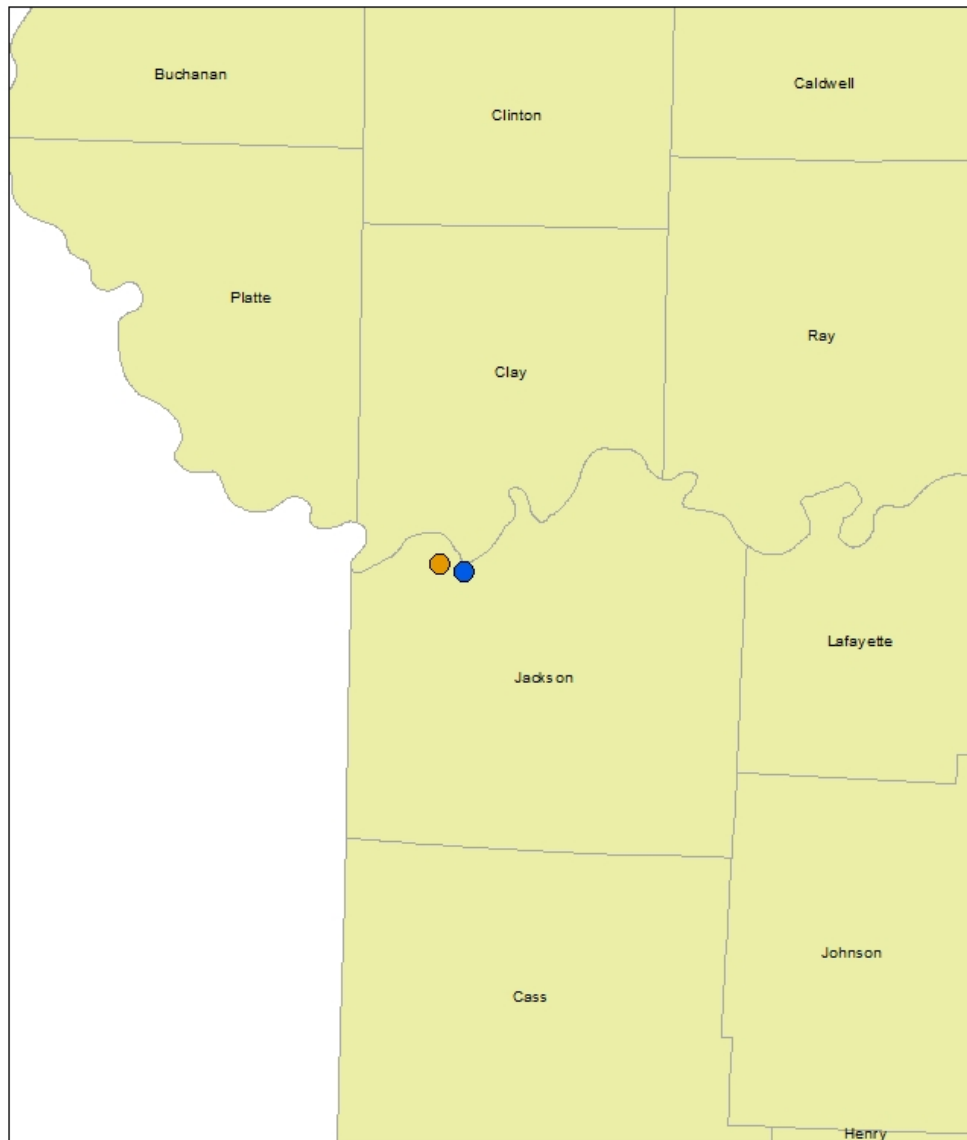 Buchanan
Caldwell
Clinton
Platte
Ray
Clay
Lafayette
Jackson
Johnson
Cass
Henry